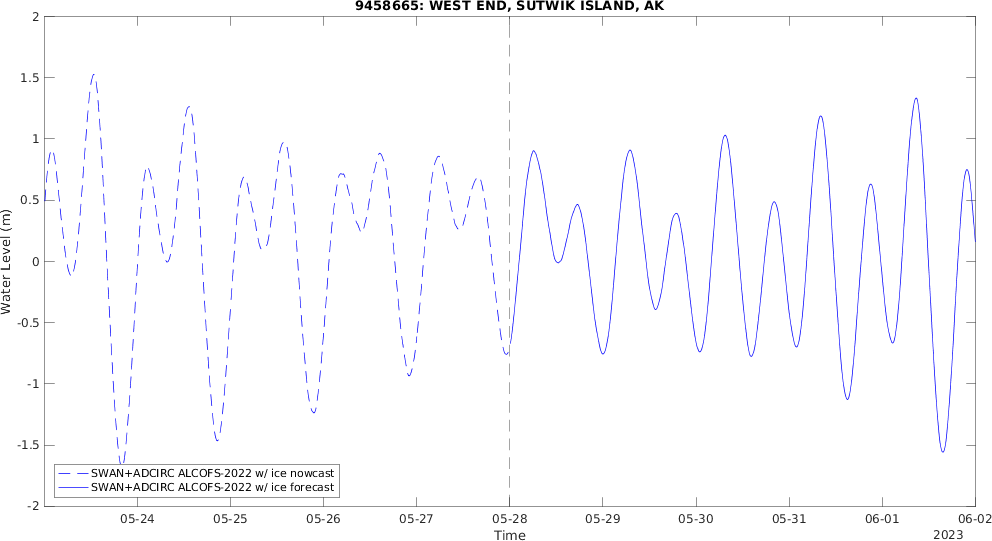 9458665: WEST END, SUTWIK ISLAND, AK
2
1.5
1
0.5
0
-0.5
-1
-1.5
-2
Water Level (m)
SWAN+ADCIRC ALCOFS-2022 w/ ice nowcast
SWAN+ADCIRC ALCOFS-2022 w/ ice forecast
05-24 05-25 05-26 05-27 05-28 05-29 05-30 05-31 06-01 06-02
Time
2023